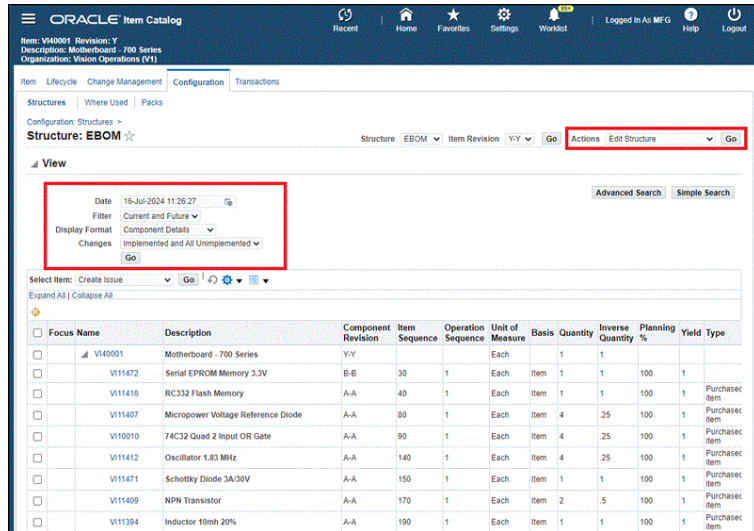 ORACLE Item Catalog
Recent Home Favorites Settings Worklist 99+ Logged In As MFG Help Logout
Item: VI40001 Revision: Y
Description: Motherboard - 700 Series
Organization: Vision Operations (V1)
Item Lifecycle Change Management Configuration Transactions
Structures Where Used Packs
Configuration: Structures >
Structure: EBOM
Structure EBOM Item Revision Y-Y Go Actions Edit Structure Go
View
Advanced Search Simple Search
Date 16-Jul-2024 11:26:27
Filter Current and Future
Display Format Component Details
Changes Implemented and All Unimplemented
Go
Select Item: Create Issue Go
Expand All | Collapse All
Focus Name Description Component Revision Item Sequence Operation Sequence Unit of Measure Basis Quantity Inverse Quantity Planning % Yield Type
VI40001 Motherboard - 700 Series Y-Y Each 1 1
VI11472 Serial EPROM Memory 3.3V B-B 30 1 Each Item 1 1 100 1
VI11416 RC332 Flash Memory A-A 40 1 Each Item 1 1 100 1 Purchased item
VI11407 Micropower Voltage Reference Diode A-A 80 1 Each Item 4 .25 100 1 Purchased item
VI10010 74C32 Quad 2 Input OR Gate A-A 90 1 Each Item 4 .25 100 1 Purchased item
VI11412 Oscillator 1.83 MHz A-A 140 1 Each Item 4 .25 100 1 Purchased item
VI11471 Schottky Diode 3A/30V A-A 150 1 Each Item 1 1 100 1 Purchased item
VI11409 NPN Transistor A-A 170 1 Each Item 2 .5 100 1 Purchased item
VI11394 Inductor 10mh 20% A-A 190 1 Each Item 1 1 100 1 Purchased item